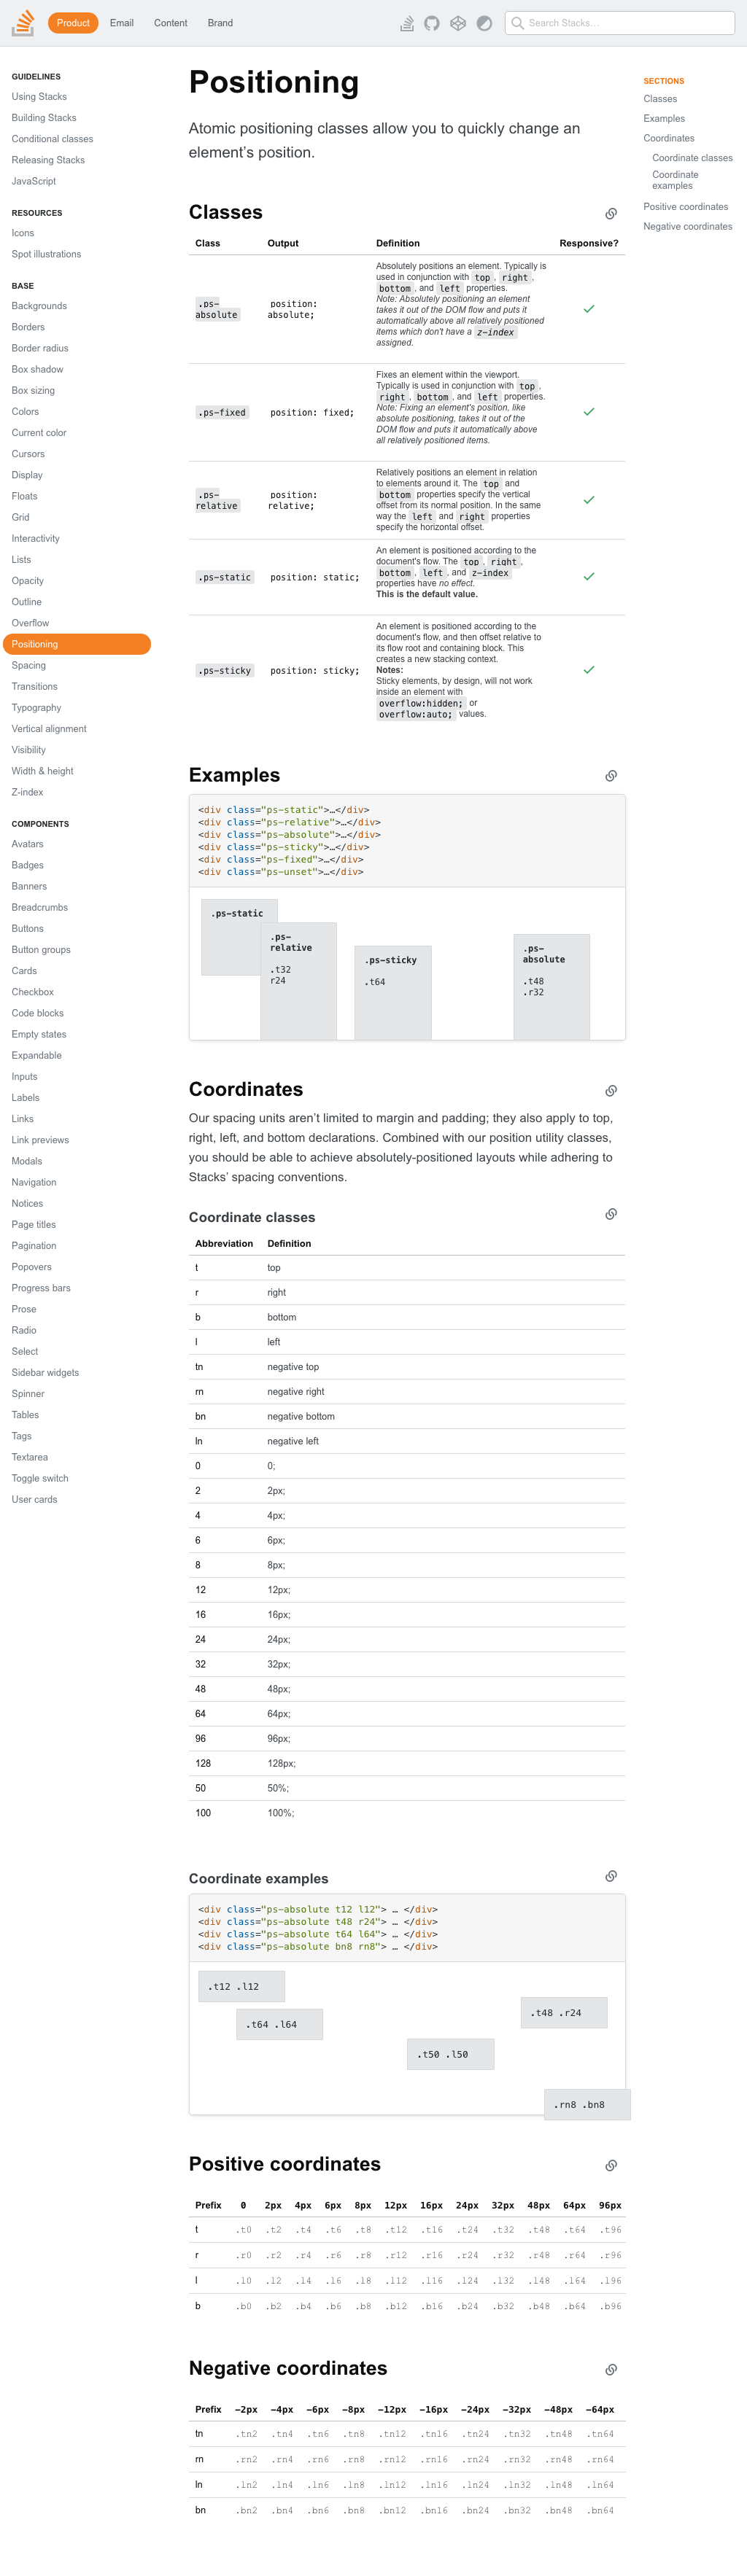 Product Email Content Brand Search Stacks…
GUIDELINES
Using Stacks
Building Stacks
Conditional classes
Releasing Stacks
JavaScript
RESOURCES
Icons
Spot illustrations
BASE
Backgrounds
Borders
Border radius
Box shadow
Box sizing
Colors
Current color
Cursors
Display
Floats
Grid
Interactivity
Lists
Opacity
Outline
Overflow
Positioning
Spacing
Transitions
Typography
Vertical alignment
Visibility
Width & height
Z-index
COMPONENTS
Avatars
Badges
Banners
Breadcrumbs
Buttons
Button groups
Cards
Checkbox
Code blocks
Empty states
Expandable
Inputs
Labels
Links
Link previews
Modals
Navigation
Notices
Page titles
Pagination
Popovers
Progress bars
Prose
Radio
Select
Sidebar widgets
Spinner
Tables
Tags
Textarea
Toggle switch
User cards
Positioning
Atomic positioning classes allow you to quickly change an
element’s position.
Classes
Class Output Definition Responsive?
.ps-
absolute
position:
absolute;
Absolutely positions an element. Typically is
used in conjunction with top, right,
bottom, and left properties.
Note: Absolutely positioning an element
takes it out of the DOM flow and puts it
automatically above all relatively positioned
items which don't have a z-index
assigned.
.ps-fixed
position: fixed;
Fixes an element within the viewport.
Typically is used in conjunction with top,
right, bottom, and left properties.
Note: Fixing an element's position, like
absolute positioning, takes it out of the
DOM flow and puts it automatically above
all relatively positioned items.
.ps-
relative
position:
relative;
Relatively positions an element in relation
to elements around it. The top and
bottom properties specify the vertical
offset from its normal position. In the same
way the left and right properties
specify the horizontal offset.
.ps-static
position: static;
An element is positioned according to the
document's flow. The top, right,
bottom, left, and z-index
properties have no effect.
This is the default value.
.ps-sticky
position: sticky;
An element is positioned according to the
document's flow, and then offset relative to
its flow root and containing block. This
creates a new stacking context.
Notes:
Sticky elements, by design, will not work
inside an element with
overflow:hidden; or
overflow:auto; values.
Examples
<div class="ps-static">…</div>
<div class="ps-relative">…</div>
<div class="ps-absolute">…</div>
<div class="ps-sticky">…</div>
<div class="ps-fixed">…</div>
<div class="ps-unset">…</div>
.ps-static
.ps-
relative
.t32
r24
.ps-sticky
.t64
.ps-
absolute
.t48
.r32
Coordinates
Our spacing units aren’t limited to margin and padding; they also apply to top,
right, left, and bottom declarations. Combined with our position utility classes,
you should be able to achieve absolutely-positioned layouts while adhering to
Stacks’ spacing conventions.
Coordinate classes
Abbreviation Definition
t top
r right
b bottom
l left
tn negative top
rn negative right
bn negative bottom
ln negative left
0 0;
2 2px;
4 4px;
6 6px;
8 8px;
12 12px;
16 16px;
24 24px;
32 32px;
48 48px;
64 64px;
96 96px;
128 128px;
50 50%;
100 100%;
Coordinate examples
<div class="ps-absolute t12 l12"> … </div>
<div class="ps-absolute t48 r24"> … </div>
<div class="ps-absolute t64 l64"> … </div>
<div class="ps-absolute bn8 rn8"> … </div>
.t12 .l12
.t48 .r24
.t64 .l64
.t50 .l50
.rn8 .bn8
Positive coordinates
Prefix 0 2px 4px 6px 8px 12px 16px 24px 32px 48px 64px 96px
t .t0 .t2 .t4 .t6 .t8 .t12 .t16 .t24 .t32 .t48 .t64 .t96
r .r0 .r2 .r4 .r6 .r8 .r12 .r16 .r24 .r32 .r48 .r64 .r96
l .l0 .l2 .l4 .l6 .l8 .l12 .l16 .l24 .l32 .l48 .l64 .l96
b .b0 .b2 .b4 .b6 .b8 .b12 .b16 .b24 .b32 .b48 .b64 .b96
Negative coordinates
Prefix -2px -4px -6px -8px -12px -16px -24px -32px -48px -64px
tn .tn2 .tn4 .tn6 .tn8 .tn12 .tn16 .tn24 .tn32 .tn48 .tn64
rn .rn2 .rn4 .rn6 .rn8 .rn12 .rn16 .rn24 .rn32 .rn48 .rn64
ln .ln2 .ln4 .ln6 .ln8 .ln12 .ln16 .ln24 .ln32 .ln48 .ln64
bn .bn2 .bn4 .bn6 .bn8 .bn12 .bn16 .bn24 .bn32 .bn48 .bn64
SECTIONS
Classes
Examples
Coordinates
Coordinate classes
Coordinate
examples
Positive coordinates
Negative coordinates